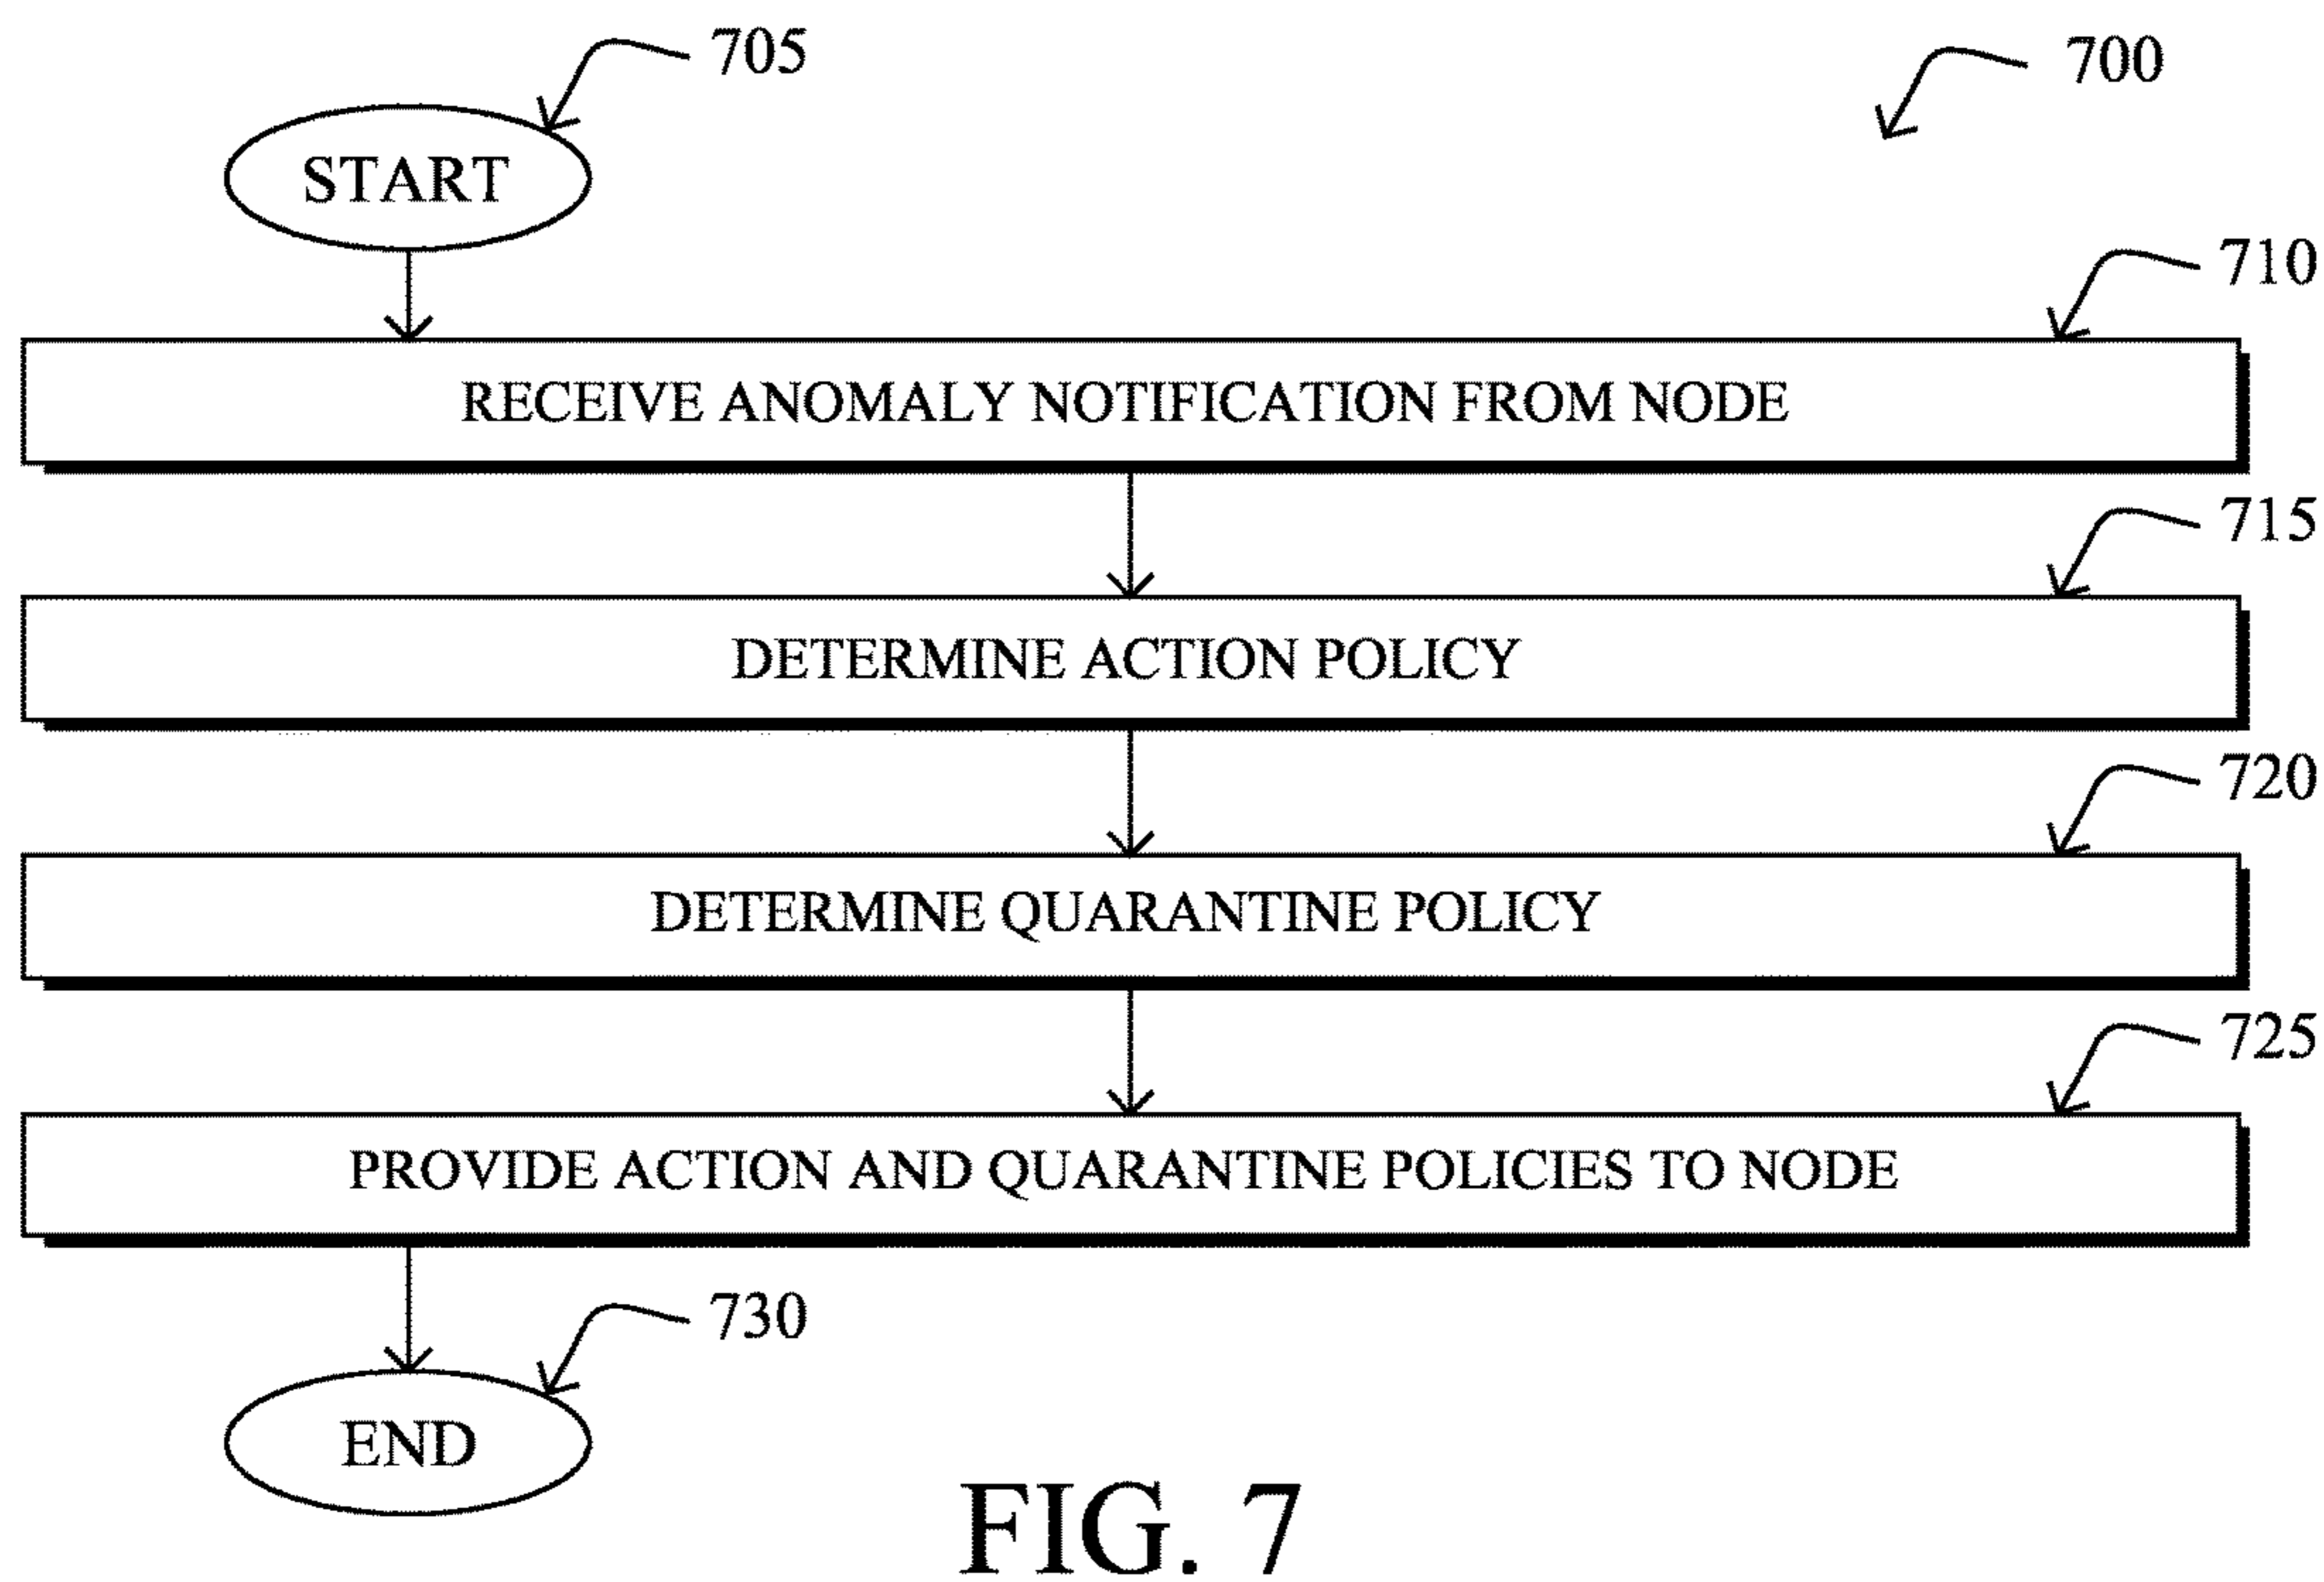 705
700
START
710
RECEIVE ANOMALY NOTIFICATION FROM NODE
715
DETERMINE ACTION POLICY
720
DETERMINE QUARANTINE POLICY
725
PROVIDE ACTION AND QUARANTINE POLICIES TO NODE
730
END
FIG. 7